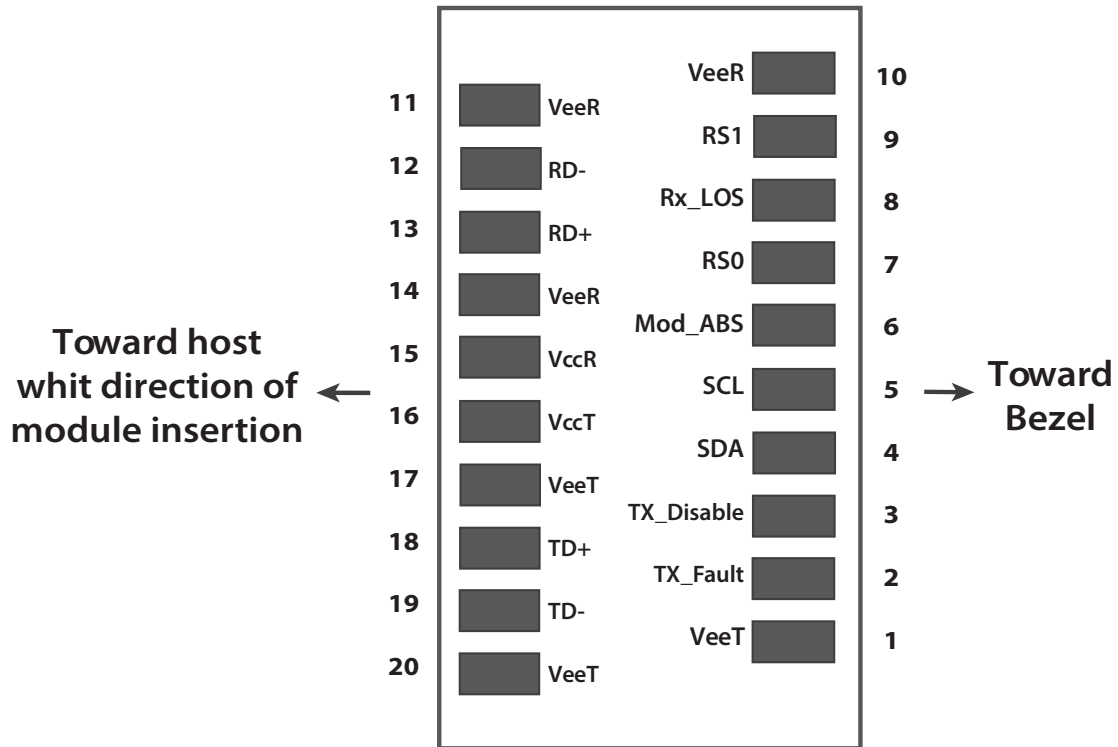 VeeR 10
11 VeeR
RS1 9
12 RD-
Rx_LOS 8
13 RD+
RS0 7
14 VeeR
Mod_ABS 6
Toward host
whit direction of
module insertion
15 VccR
SCL 5
Toward
Bezel
16 VccT
SDA 4
17 VeeT
TX_Disable 3
18 TD+
TX_Fault 2
19 TD-
VeeT 1
20 VeeT